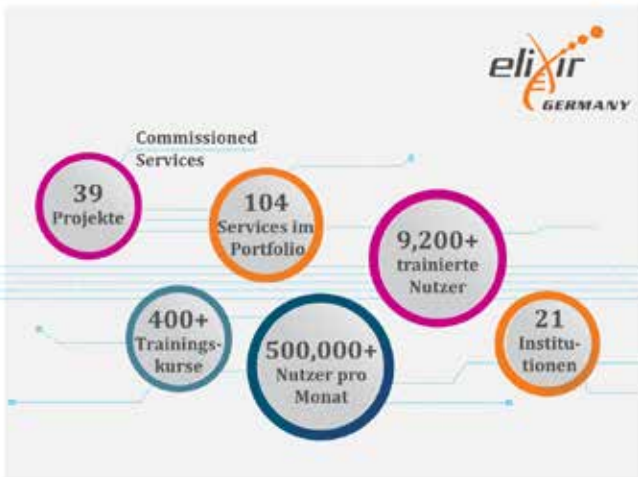 elixir
GERMANY
Commissioned
Services
39
Projekte
104
Services im
Portfolio
9,200+
trainierte
Nutzer
400+
Trainings-
kurse
500,000+
Nutzer pro
Monat
21
Institu-
tionen